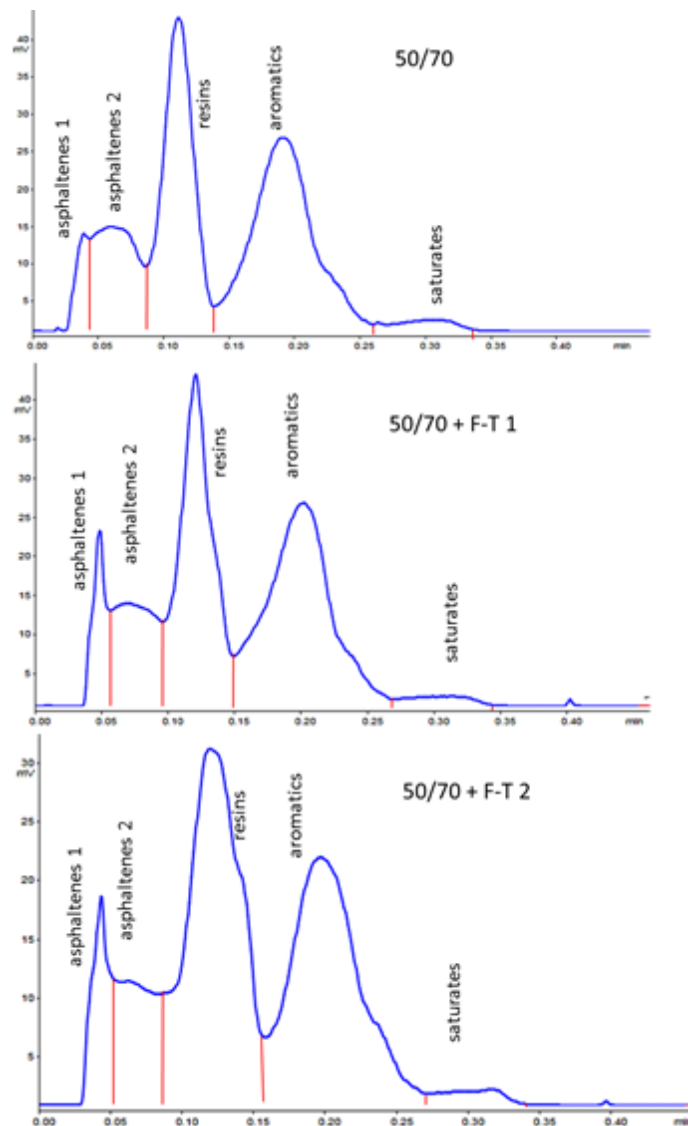 40
mV
35
30
25
20
15
10
5
asphaltenes 1
asphaltenes 2
resins
aromatics
saturates
50/70
0.00 0.05 0.10 0.15 0.20 0.25 0.30 0.35 0.40 min
40
mV
35
30
25
20
15
10
5
asphaltenes 1
asphaltenes 2
resins
aromatics
saturates
50/70 + F-T 1
0.00 0.05 0.10 0.15 0.20 0.25 0.30 0.35 0.40 min
30
mV
25
20
15
10
5
asphaltenes 1
asphaltenes 2
resins
aromatics
saturates
50/70 + F-T 2
0.00 0.05 0.10 0.15 0.20 0.25 0.30 0.35 0.40 min